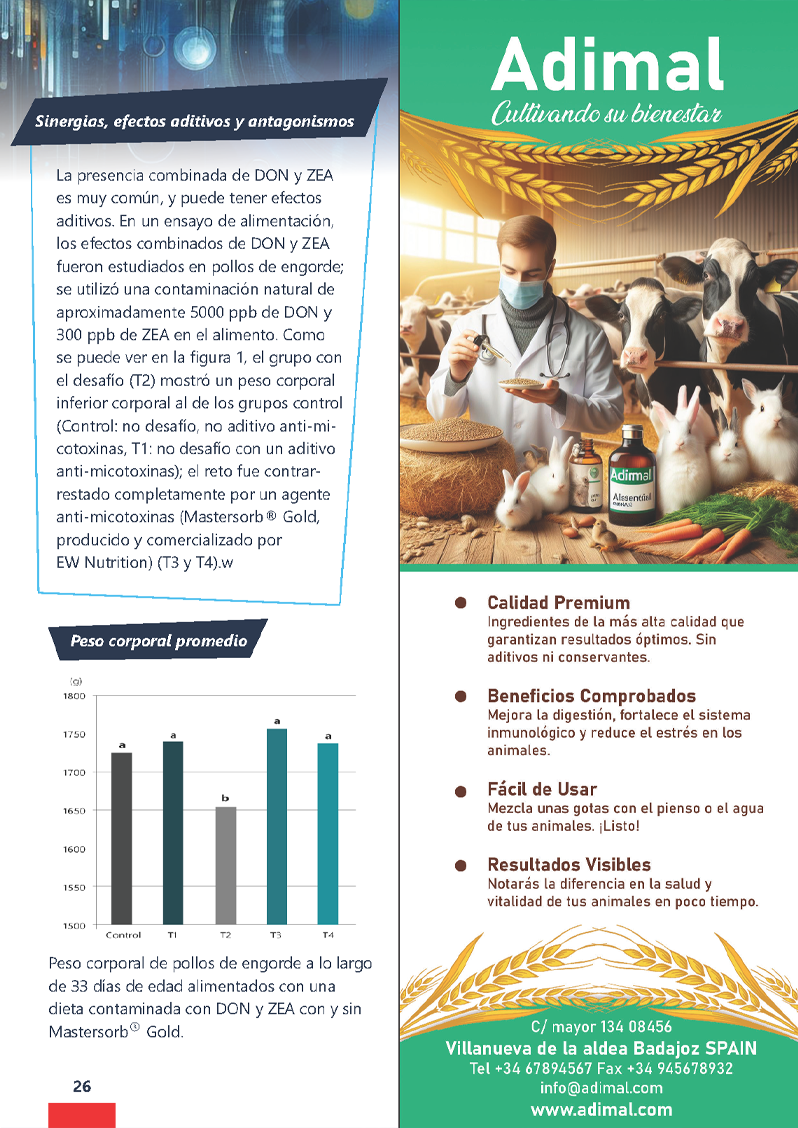 Sinergias, efectos aditivos y antagonismos
La presencia combinada de DON y ZEA
es muy común, y puede tener efectos
aditivos. En un ensayo de alimentación,
los efectos combinados de DON y ZEA
fueron estudiados en pollos de engorde;
se utilizó una contaminación natural de
aproximadamente 5000 ppb de DON y
300 ppb de ZEA en el alimento. Como
se puede ver en la figura 1, el grupo con
el desafío (T2) mostró un peso corporal
inferior corporal al de los grupos control
(Control: no desafío, no aditivo anti-mi-
cotoxinas, T1: no desafío con un aditivo
anti-micotoxinas); el reto fue contrar-
restado completamente por un agente
anti-micotoxinas (Mastersorb® Gold,
producido y comercializado por
EW Nutrition) (T3 y T4).w
Peso corporal promedio
(g)
1800
1750
1700
1650
1600
1550
1500
a
a
b
a
a
Control T1 T2 T3 T4
Peso corporal de pollos de engorde a lo largo
de 33 días de edad alimentados con una
dieta contaminada con DON y ZEA con y sin
Mastersorb® Gold.
26
Adimal
Cultivando su bienestar
Adirmal
• Calidad Premium
Ingredientes de la más alta calidad que
garantizan resultados óptimos. Sin
aditivos ni conservantes.
• Beneficios Comprobados
Mejora la digestión, fortalece el sistema
inmunológico y reduce el estrés en los
animales.
• Fácil de Usar
Mezcla unas gotas con el pienso o el agua
de tus animales. ¡Listo!
• Resultados Visibles
Notarás la diferencia en la salud y
vitalidad de tus animales en poco tiempo.
C/ mayor 134 08456
Villanueva de la aldea Badajoz SPAIN
Tel +34 67894567 Fax +34 945678932
info@adimal.com
www.adimal.com